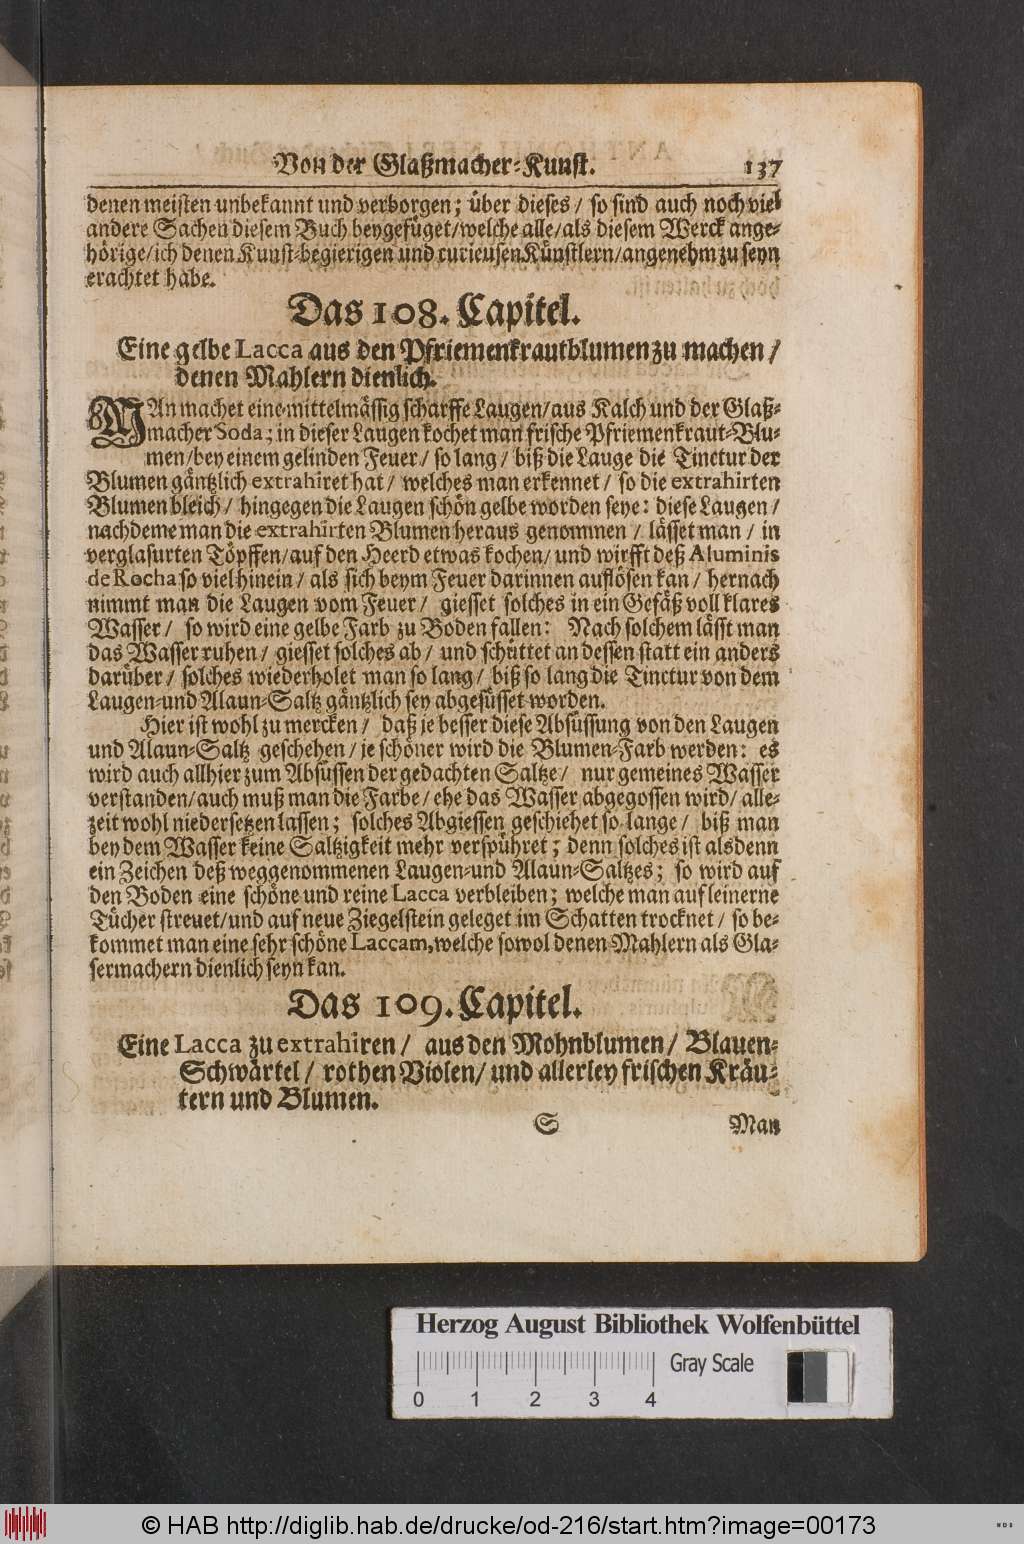 Von der Glaßmacher-Kunst. 137
denen meisten unbekannt und verborgen; über dieses / so sind auch noch viel
andere Sachen diesem Buch beygefüget/welche alle/als diesem Werck ange-
hörige/ich denen Kunst-begierigen und curieusen Künstlern/angenehm zu seyn
erachtet habe.
Das 108. Capitel.
Eine gelbe Lacca aus den Pfriemenkrautblumen zu machen /
denen Mahlern dienlich.
MAn machet eine mittelmässig scharffe Laugen/aus Kalch und der Glaß-
macher Soda; in dieser Laugen kochet man frische Pfriemenkraut-Blu-
men/bey einem gelinden Feuer / so lang / biß die Lauge die Tinctur der
Blumen gäntzlich extrahiret hat / welches man erkennet / so die extrahirten
Blumen bleich / hingegen die Laugen schön gelbe worden seye: diese Laugen /
nachdeme man die extrahirten Blumen heraus genommen / lässet man / in
verglasurten Töpffen/auf den Heerd etwas kochen/ und wirfft deß Aluminis
de Rocha so viel hinein / als sich beym Feuer darinnen auflösen kan / hernach
nimmt man die Laugen vom Feuer / giesset solches in ein Gefäß voll klares
Wasser / so wird eine gelbe Farb zu Boden fallen: Nach solchem lässt man
das Wasser ruhen / giesset solches ab / und schüttet an dessen statt ein anders
darüber / solches wiederholet man so lang / biß so lang die Tinctur von dem
Laugen-und Alaun-Saltz gäntzlich sey abgesüsset worden.
Hier ist wohl zu mercken / daß je besser diese Absüssung von den Laugen
und Alaun-Saltz geschehen / je schöner wird die Blumen-Farb werden: es
wird auch allhier zum Absüssen der gedachten Saltze / nur gemeines Wasser
verstanden/auch muß man die Farbe / ehe das Wasser abgegossen wird / alle-
zeit wohl niedersetzen lassen; solches Abgiessen geschiehet so lange / biß man
bey dem Wasser keine Saltzigkeit mehr verspühret; denn solches ist alsdenn
ein Zeichen deß weggenommenen Laugen-und Alaun-Saltzes; so wird auf
den Boden eine schöne und reine Lacca verbleiben; welche man auf leinerne
Tücher streuet/und auf neue Ziegelstein geleget im Schatten trocknet / so be-
kommet man eine sehr schöne Laccam, welche sowol denen Mahlern als Gla-
sermachern dienlich seyn kan.
Das 109. Capitel.
Eine Lacca zu extrahiren / aus den Mohnblumen / Blauen-
Schwärtel / rothen Violen / und allerley frischen Kräu-
tern und Blumen.
S Man
Herzog August Bibliothek Wolfenbüttel
Gray Scale
0 1 2 3 4
© HAB http://diglib.hab.de/drucke/od-216/start.htm?image=00173